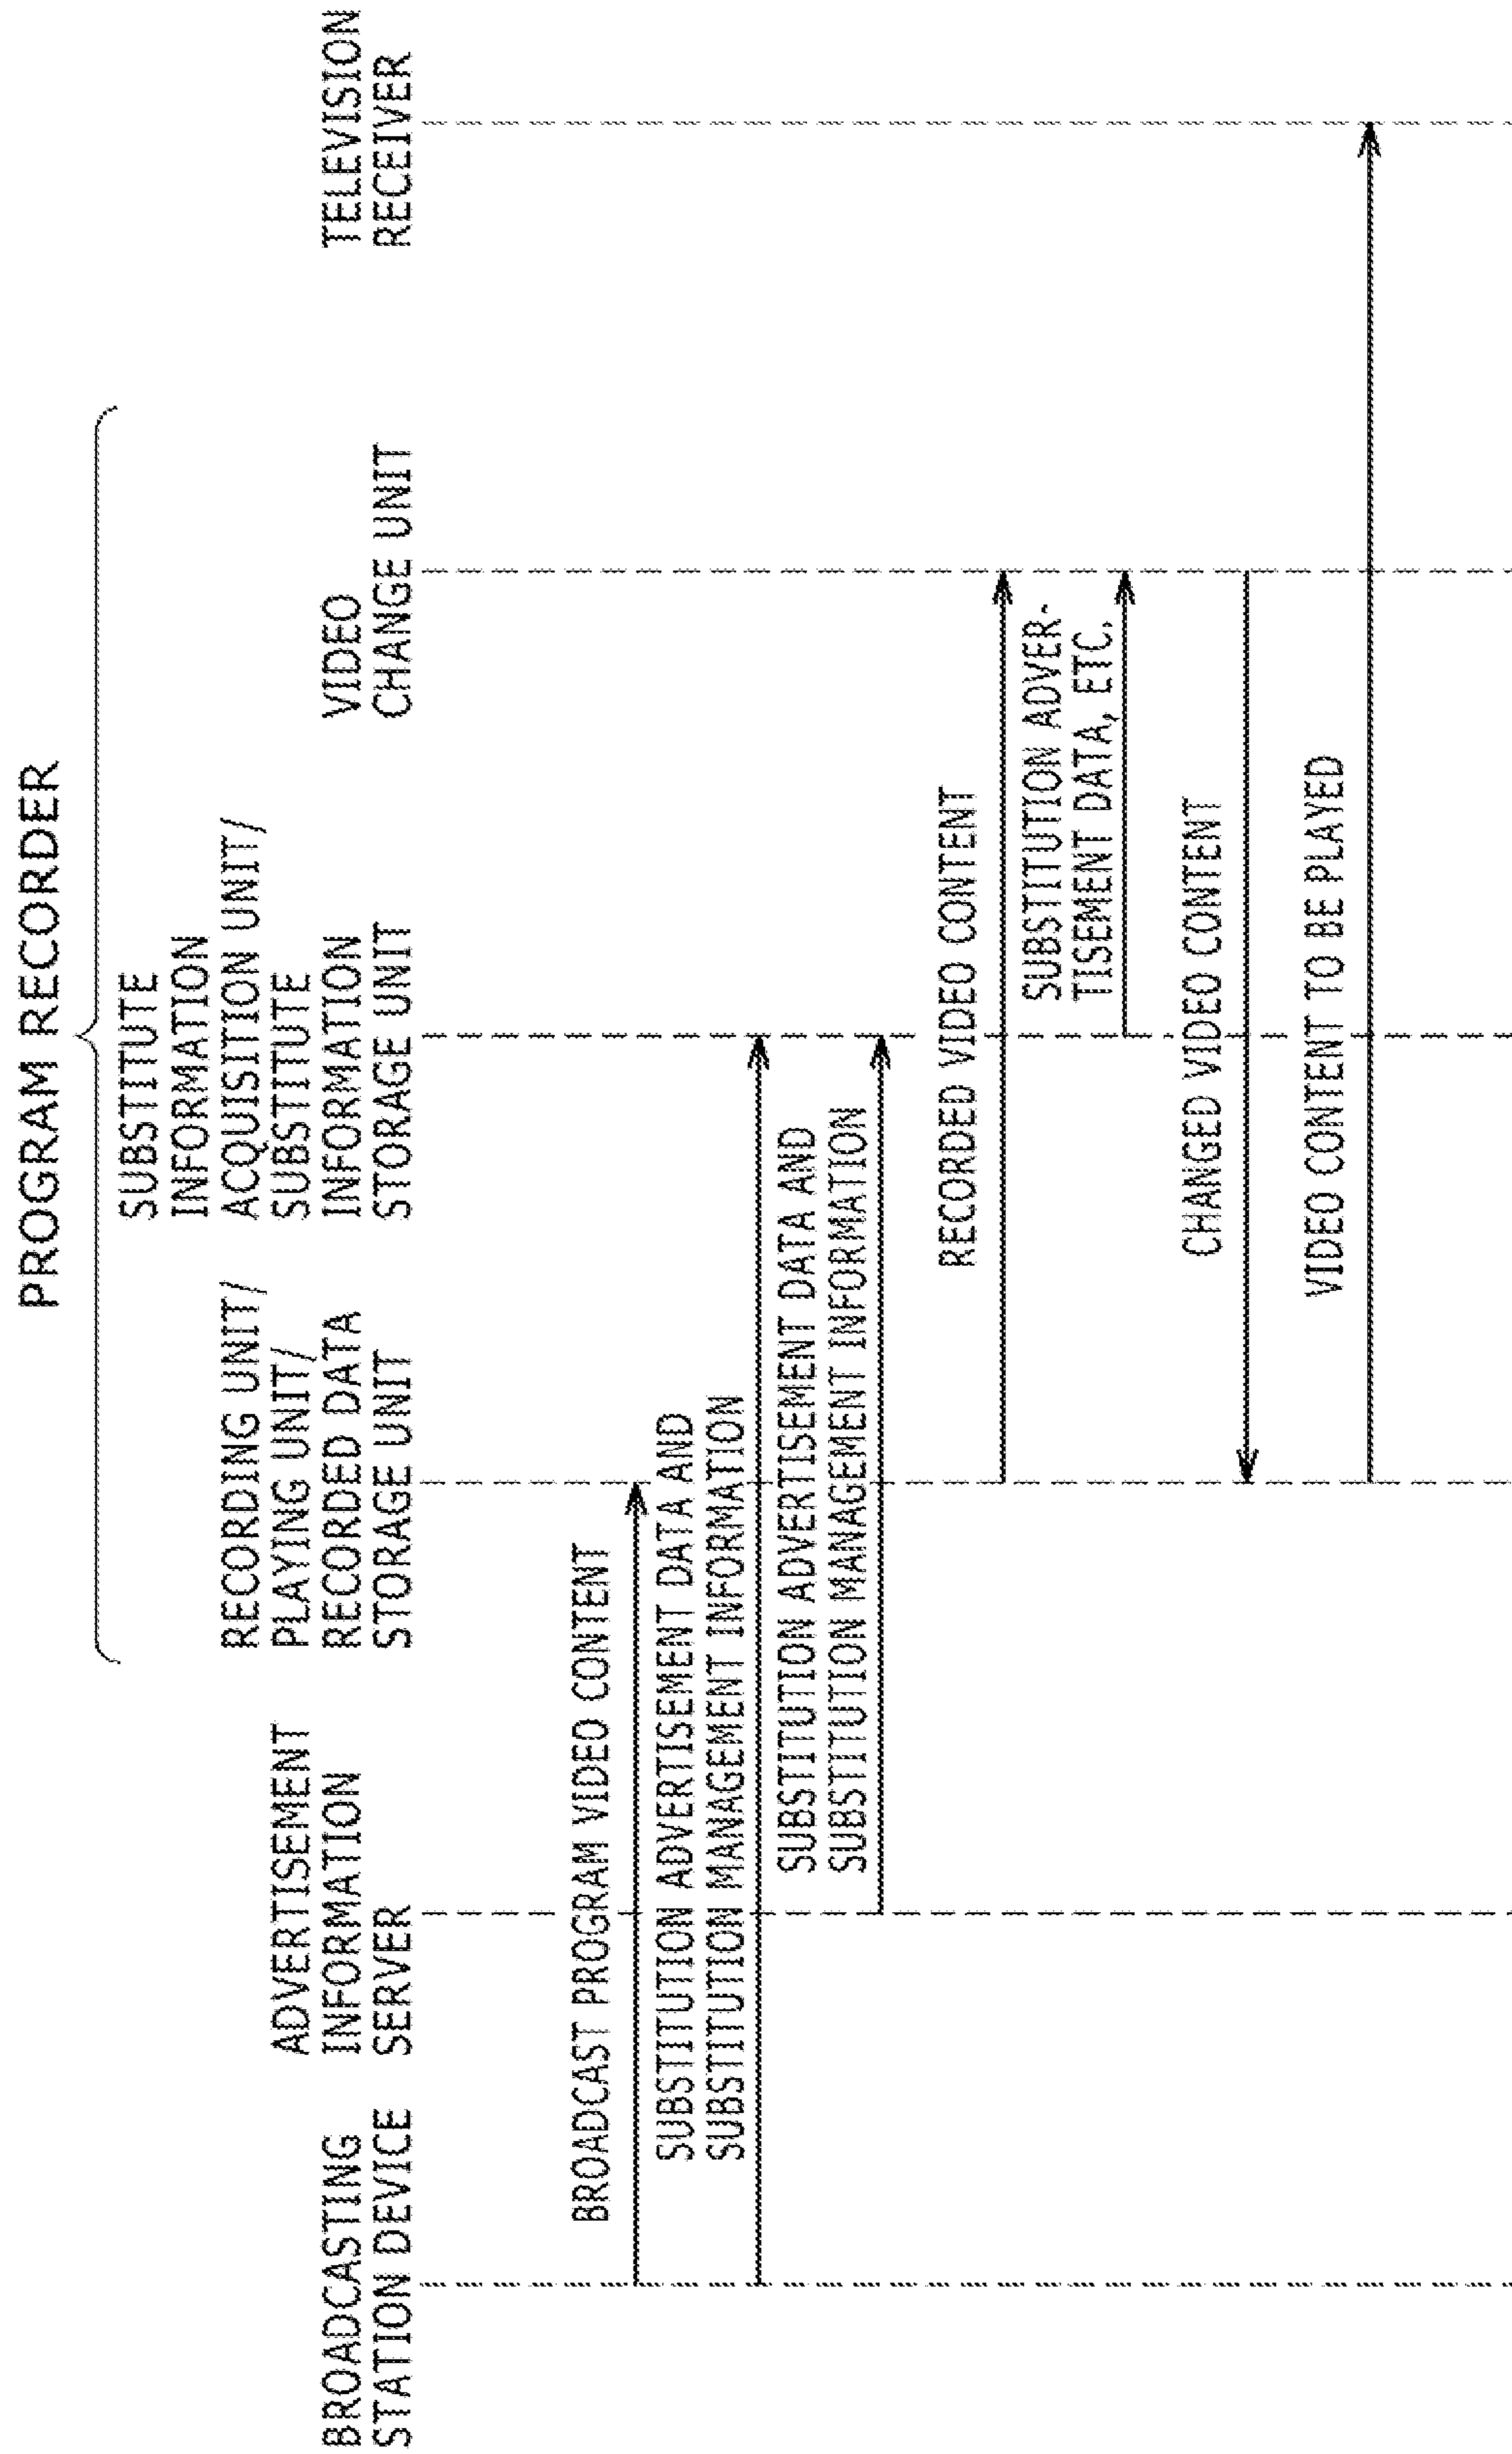 PROGRAM RECORDER
BROADCASTING
STATION DEVICE
ADVERTISEMENT
INFORMATION
SERVER
RECORDING UNIT/
PLAYING UNIT/
RECORDED DATA
STORAGE UNIT
SUBSTITUTE
INFORMATION
ACQUISITION UNIT/
SUBSTITUTE
INFORMATION
STORAGE UNIT
VIDEO
CHANGE UNIT
TELEVISION
RECEIVER
BROADCAST PROGRAM VIDEO CONTENT
SUBSTITUTION ADVERTISEMENT DATA AND
SUBSTITUTION MANAGEMENT INFORMATION
SUBSTITUTION ADVERTISEMENT DATA AND
SUBSTITUTION MANAGEMENT INFORMATION
RECORDED VIDEO CONTENT
SUBSTITUTION ADVER-
TISEMENT DATA, ETC.
CHANGED VIDEO CONTENT
VIDEO CONTENT TO BE PLAYED